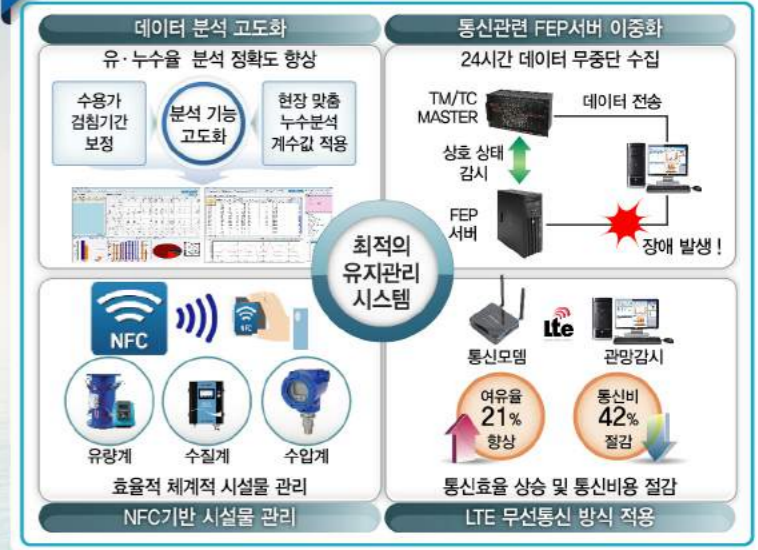 데이터 분석 고도화
유·누수율 분석 정확도 향상
수용가
검침기간
보정
분석 기능
고도화
현장 맞춤
누수분석
계수값 적용
통신관련 FEP서버 이중화
24시간 데이터 무중단 수집
TM/TC
MASTER
데이터 전송
상호 상태
감시
FEP
서버
장애 발생 !
최적의
유지관리
시스템
NFC
NFC
유량계
수질계
수압계
효율적 체계적 시설물 관리
NFC기반 시설물 관리
lte
통신모뎀
관망감시
여유율
21%
향상
통신비
42%
절감
통신효율 상승 및 통신비용 절감
LTE 무선통신 방식 적용